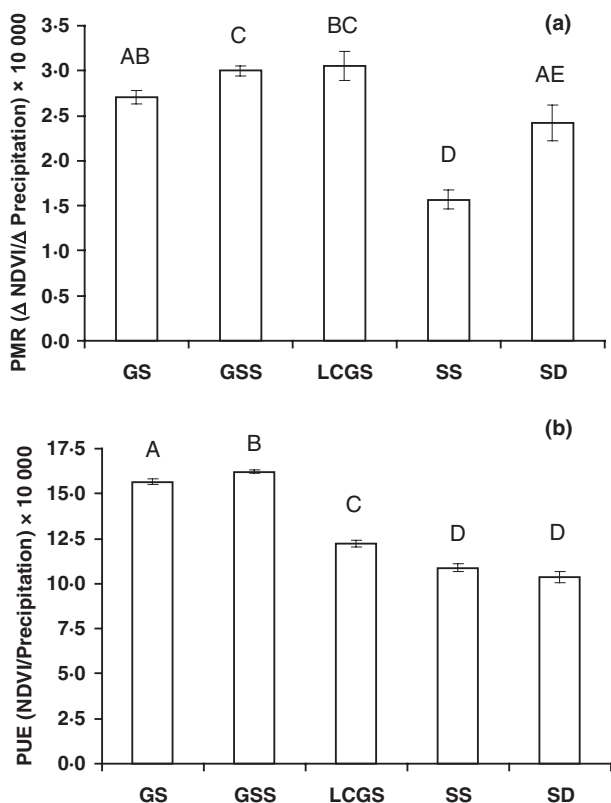 (a)
PMR (Δ NDVI/Δ Precipitation) × 10 000
3·5
3·0
2·5
2·0
1·5
1·0
0·5
0·0
AB C BC D AE
GS GSS LCGS SS SD
(b)
PUE (NDVI/Precipitation) × 10 000
17·5
15·0
12·5
10·0
7·5
5·0
2·5
0·0
A B C D D
GS GSS LCGS SS SD